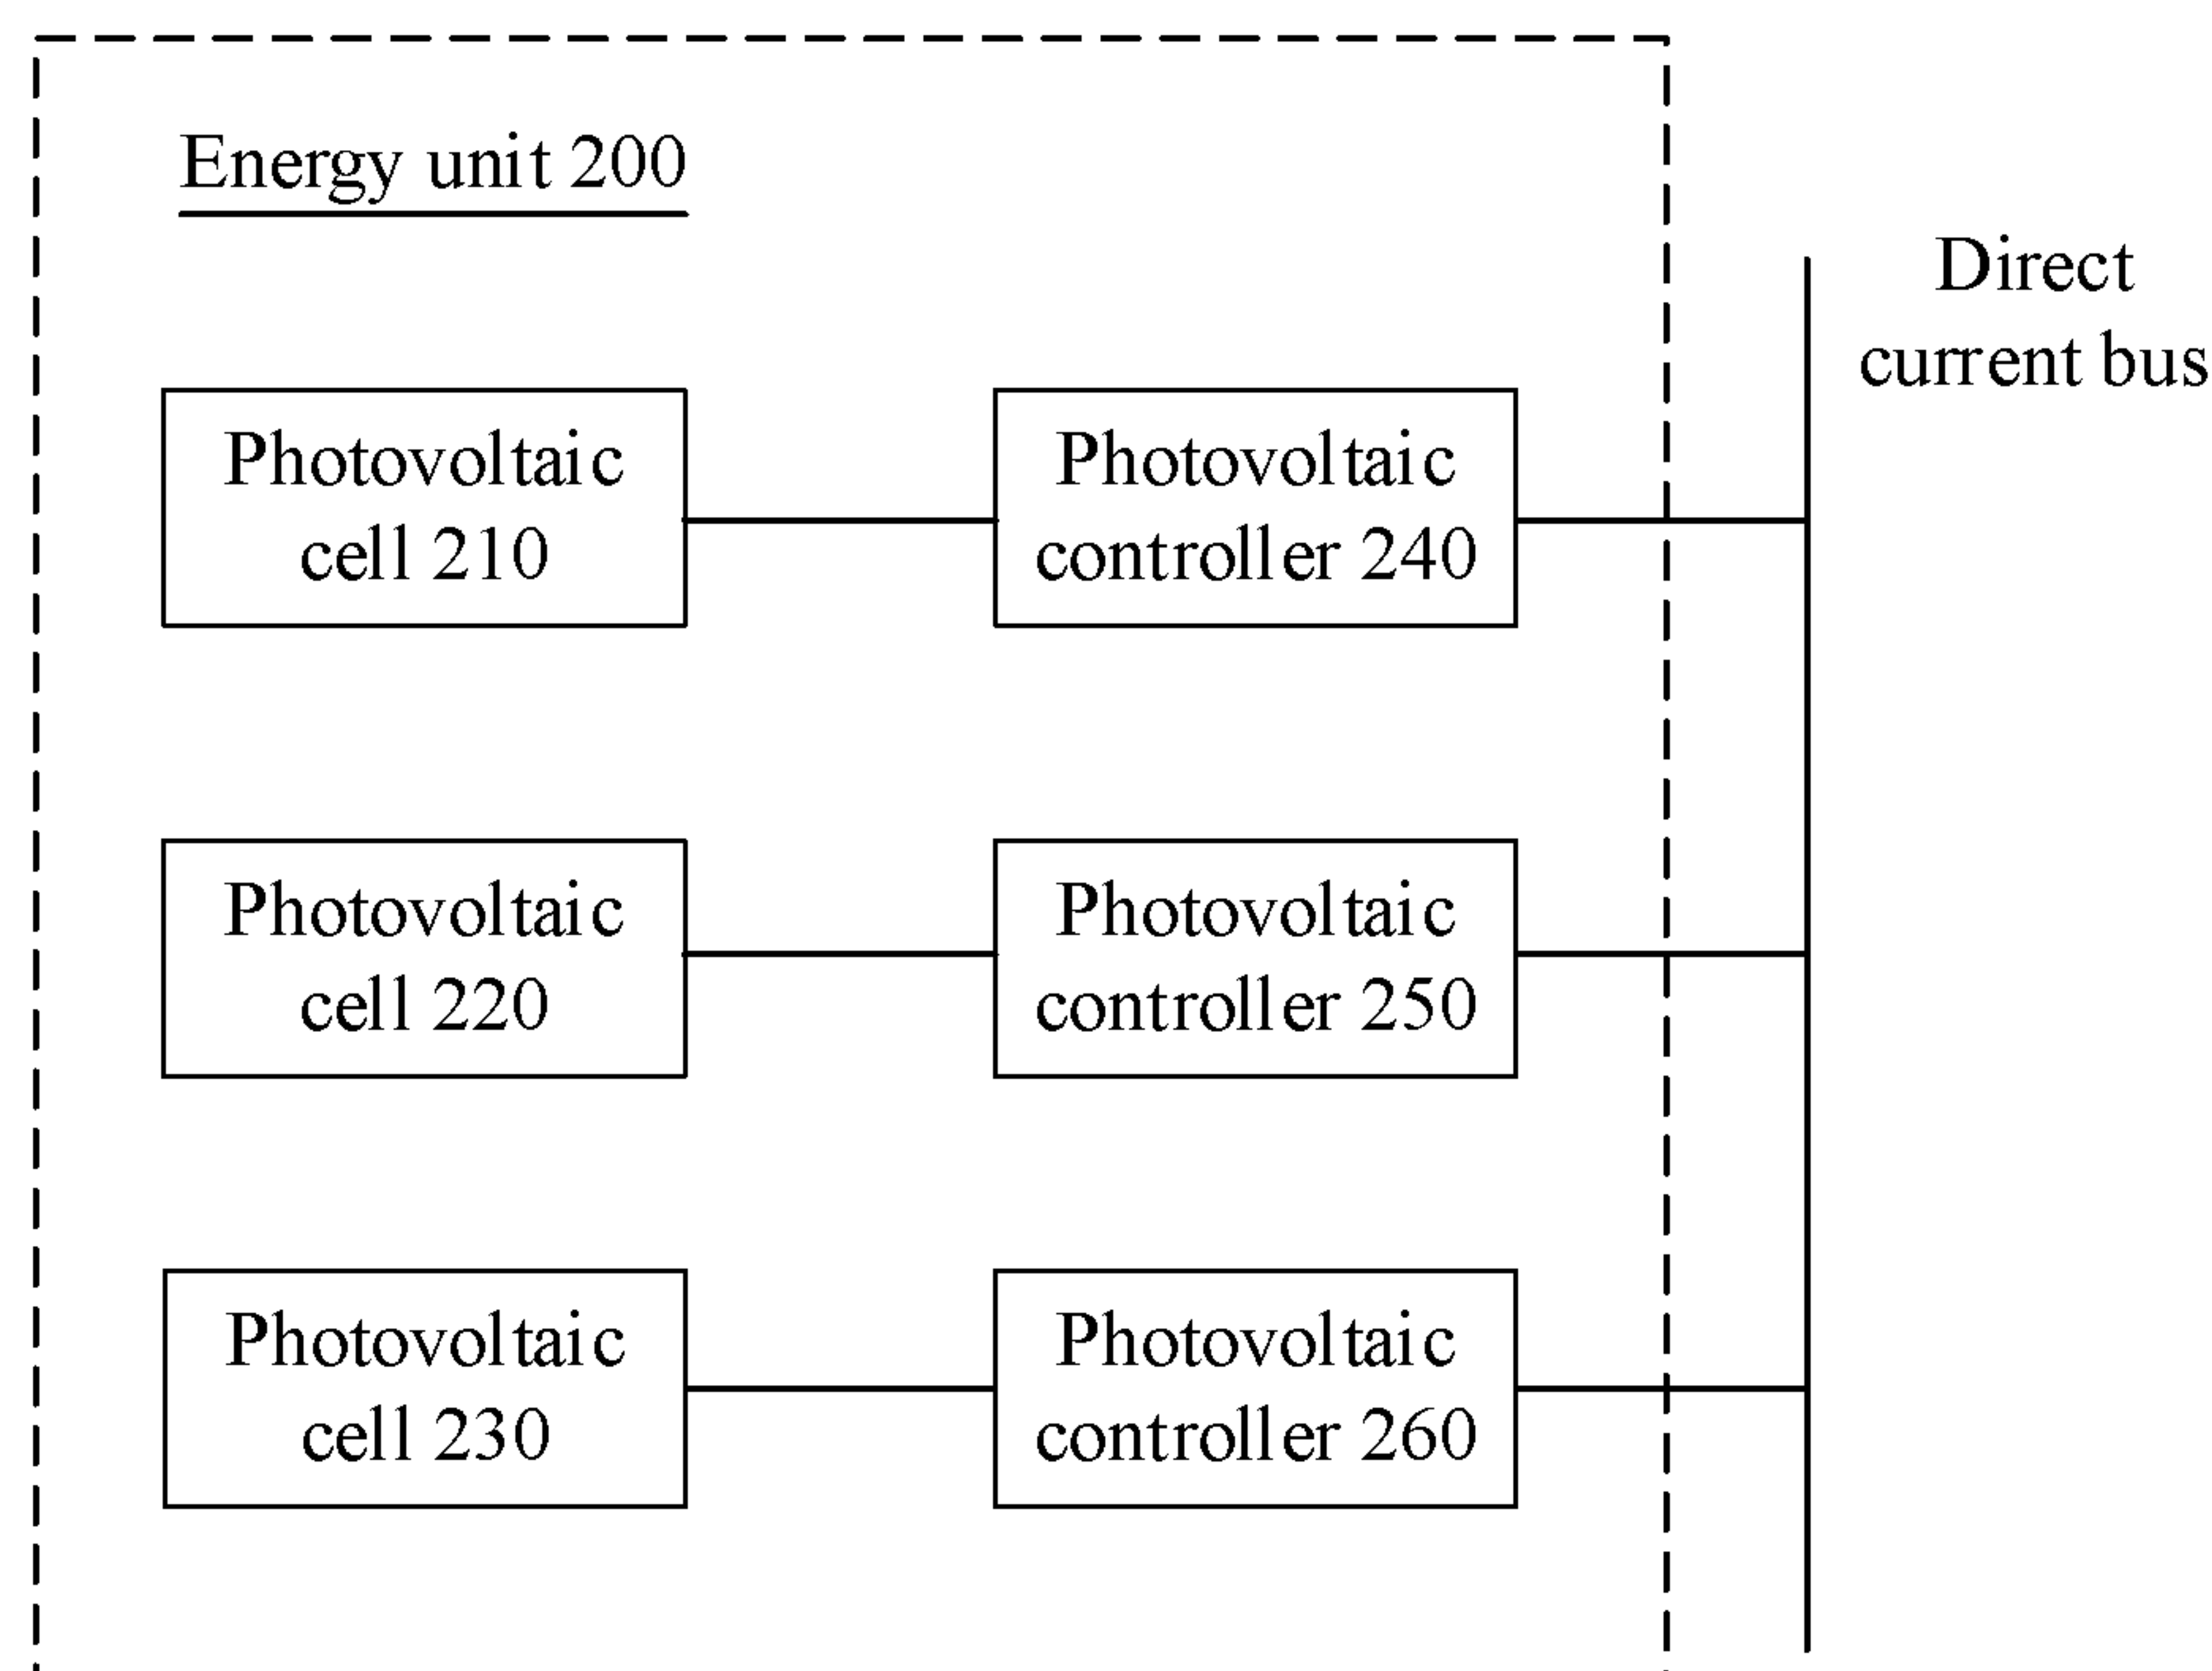 Energy unit 200
Direct
current bus
Photovoltaic
cell 210
Photovoltaic
controller 240
Photovoltaic
cell 220
Photovoltaic
controller 250
Photovoltaic
cell 230
Photovoltaic
controller 260